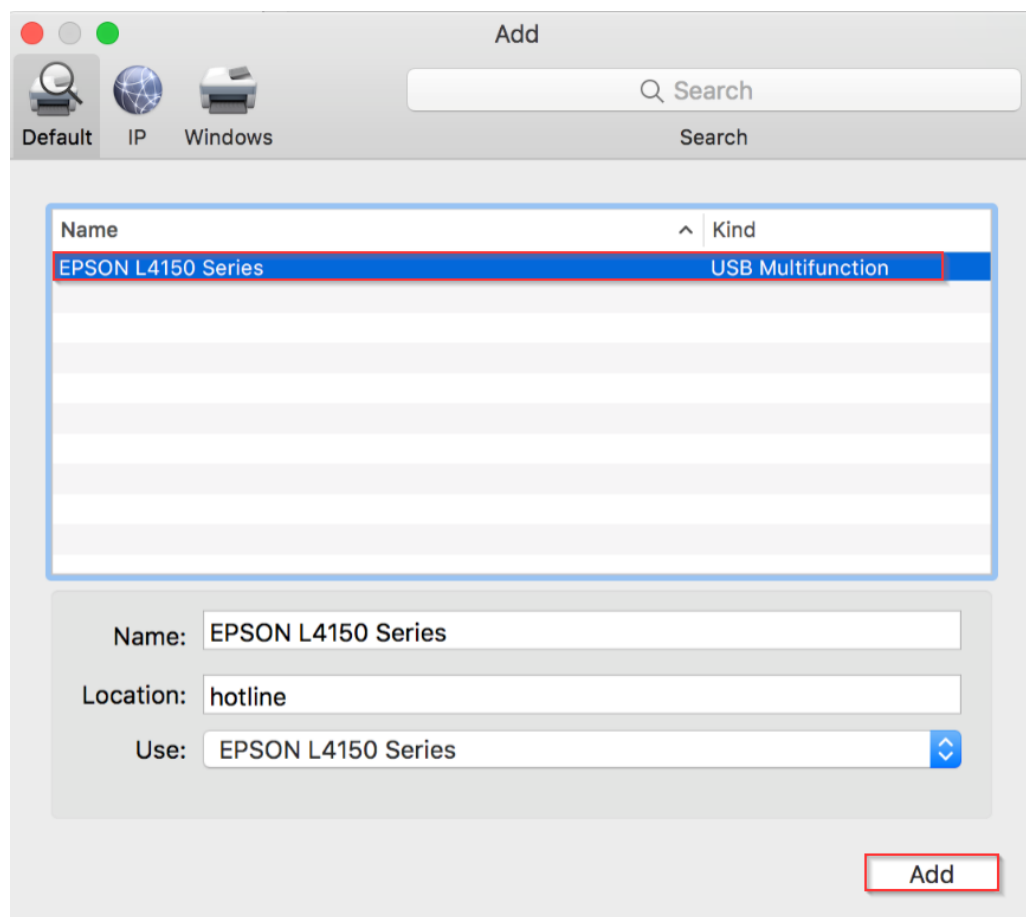 Add
Search
Default IP Windows Search
Name Kind
EPSON L4150 Series USB Multifunction
Name: EPSON L4150 Series
Location: hotline
Use: EPSON L4150 Series
Add